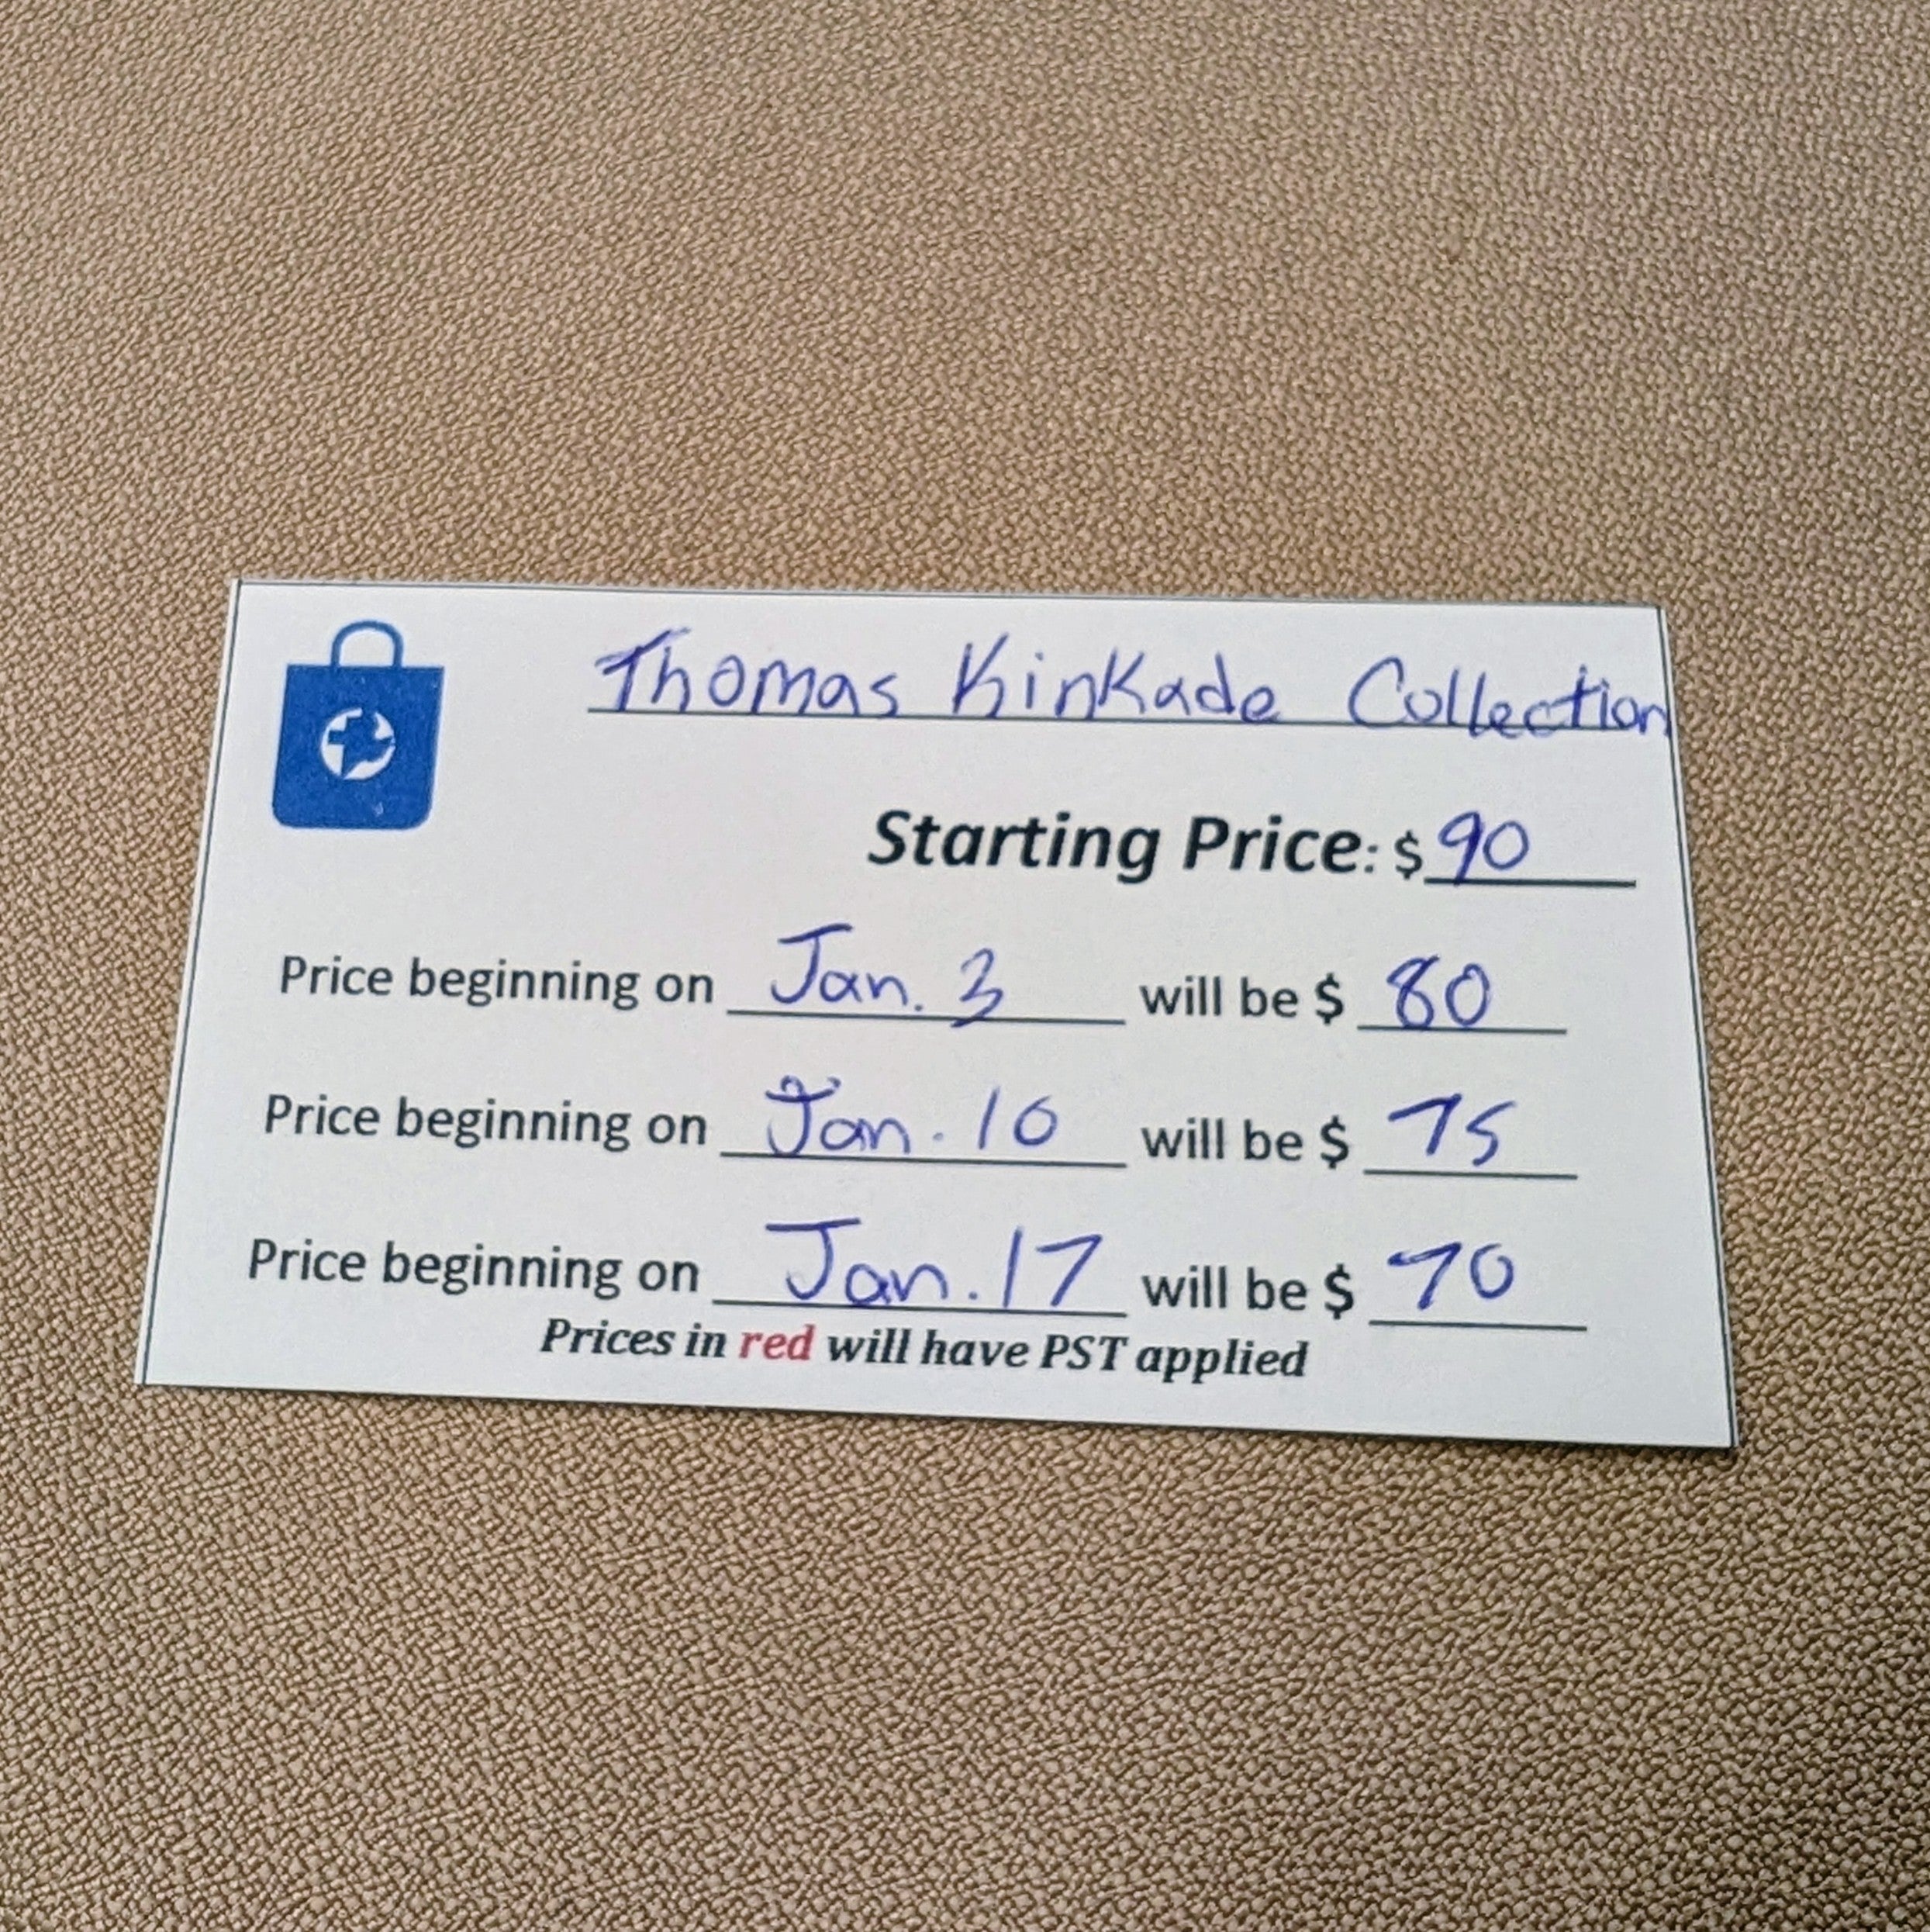 Thomas Kinkade Collection
Starting Price: $90
Price beginning on Jan. 3 will be $ 80
Price beginning on Jan. 10 will be $ 75
Price beginning on Jan. 17 will be $ 70
Prices in red will have PST applied